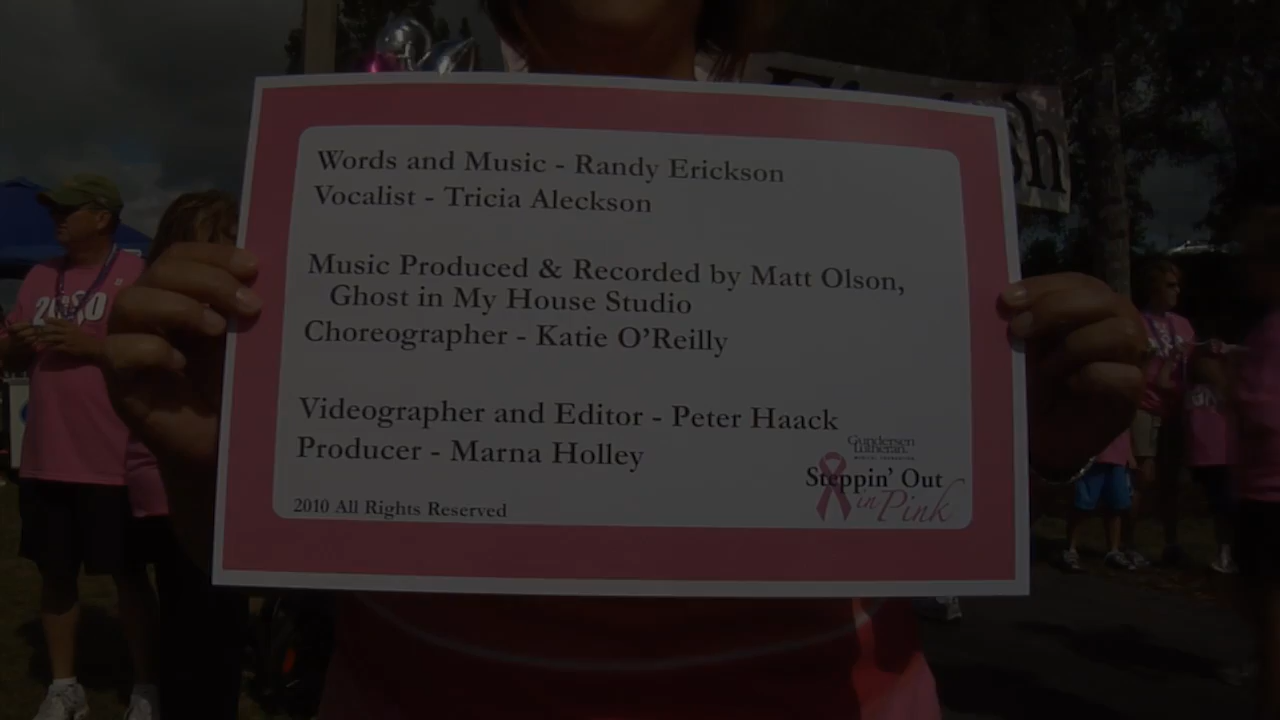 Words and Music - Randy Erickson
Vocalist - Tricia Aleckson
Music Produced & Recorded by Matt Olson,
Ghost in My House Studio
Choreographer - Katie O'Reilly
Videographer and Editor - Peter Haack
Producer - Marna Holley
2010 All Rights Reserved
Gundersen
Lutheran
Steppin' Out
in Pink